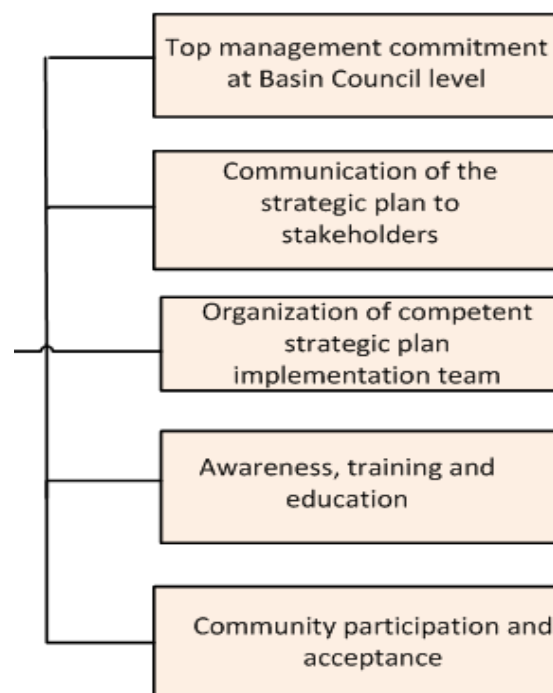 Top management commitment
at Basin Council level
Communication of the
strategic plan to
stakeholders
Organization of competent
strategic plan
implementation team
Awareness, training and
education
Community participation and
acceptance